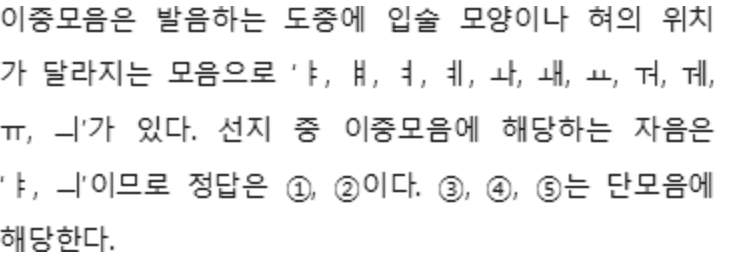 이중모음은 발음하는 도중에 입술 모양이나 혀의 위치
가 달라지는 모음으로 ‘ㅑ, ㅒ, ㅕ, ㅖ, ㅘ, ㅙ, ㅛ, ㅝ, ㅞ,
ㅠ, ㅢ’가 있다. 선지 중 이중모음에 해당하는 자음은
‘ㅑ, ㅢ’이므로 정답은 ①, ②이다. ③, ④, ⑤는 단모음에
해당한다.